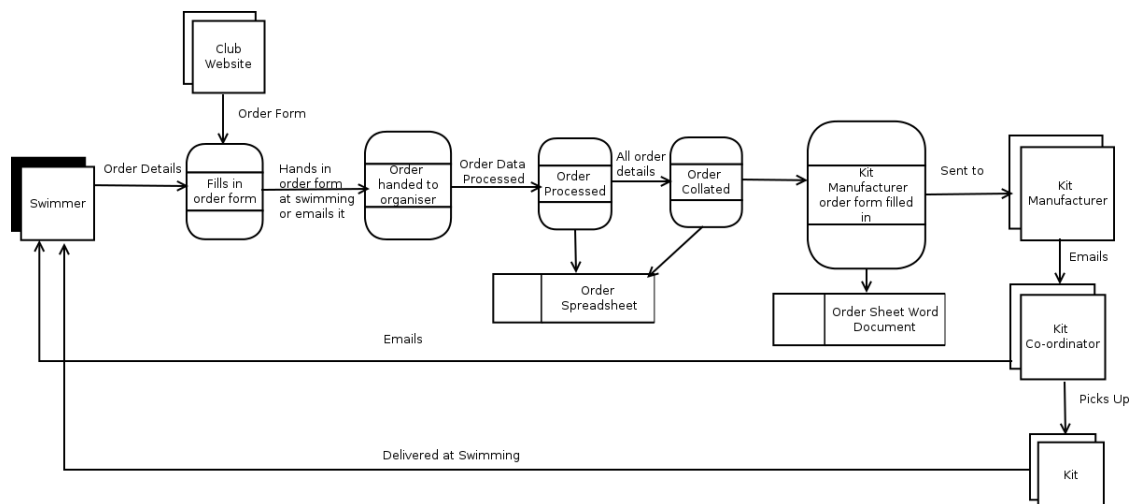 Club
Website
Order Form
Order Details
Swimmer
Fills in
order form
Hands in
order form
at swimming
or emails it
Order
handed to
organiser
Order Data
Processed
Order
Processed
All order
details
Order
Collated
Kit
Manufacturer
order form filled
in
Sent to
Kit
Manufacturer
Emails
Order
Spreadsheet
Order Sheet Word
Document
Kit
Co-ordinator
Emails
Picks Up
Delivered at Swimming
Kit